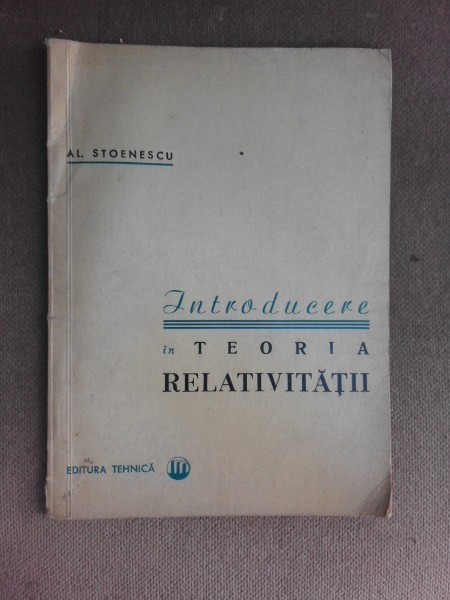 AL. STOENESCU
Introducere
în TEORIA
RELATIVITĂȚII
EDITURA TEHNICĂ